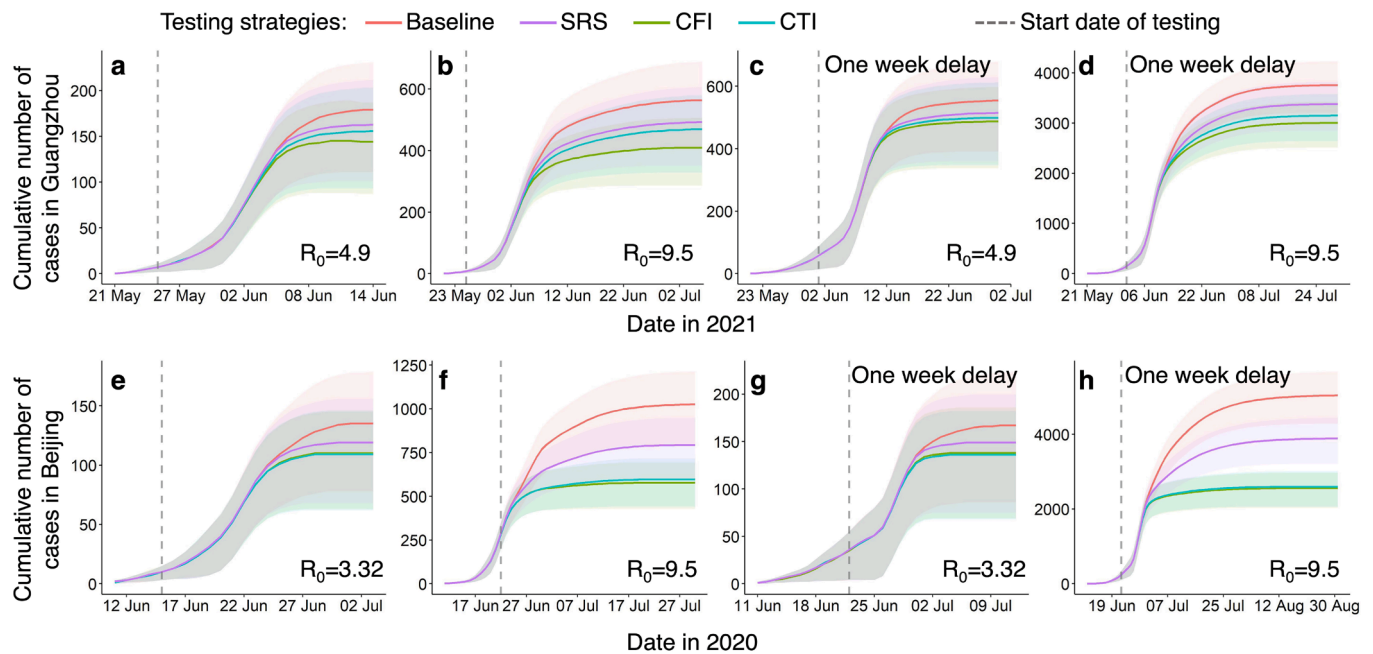 Testing strategies: Baseline SRS CFI CTI Start date of testing
Cumulative number of
cases in Guangzhou
a
200
150
100
50
0
R0=4.9
21 May 27 May 02 Jun 08 Jun 14 Jun
b
600
400
200
0
R0=9.5
23 May 02 Jun 12 Jun 22 Jun 02 Jul
c One week delay
600
400
200
0
R0=4.9
23 May 02 Jun 12 Jun 22 Jun 02 Jul
d One week delay
4000
3000
2000
1000
0
R0=9.5
21 May 06 Jun 22 Jun 08 Jul 24 Jul
Date in 2021
Cumulative number of
cases in Beijing
e
150
100
50
0
R0=3.32
12 Jun 17 Jun 22 Jun 27 Jun 02 Jul
f
1250
1000
750
500
250
0
R0=9.5
17 Jun 27 Jun 07 Jul 17 Jul 27 Jul
g One week delay
200
150
100
50
0
R0=3.32
11 Jun 18 Jun 25 Jun 02 Jul 09 Jul
h One week delay
4000
2000
0
R0=9.5
19 Jun 07 Jul 25 Jul 12 Aug 30 Aug
Date in 2020